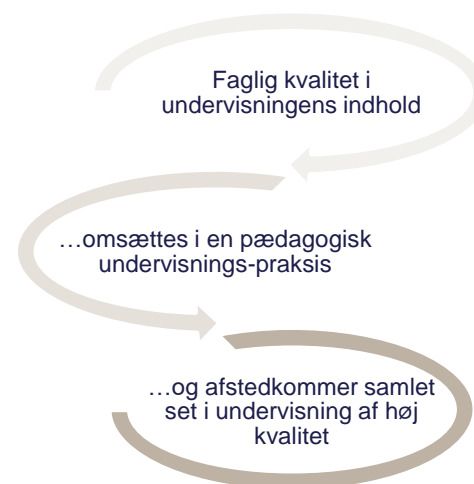 Faglig kvalitet i
undervisningens indhold
…omsættes i en pædagogisk
undervisnings-praksis
…og afstedkommer samlet
set i undervisning af høj
kvalitet